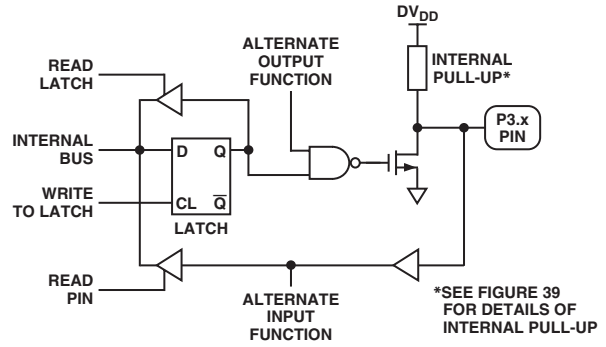 DVDD
ALTERNATE
OUTPUT
FUNCTION
INTERNAL
PULL-UP*
READ
LATCH
P3.x
PIN
INTERNAL
BUS
D Q
WRITE
TO LATCH
CL Q̅
LATCH
READ
PIN
ALTERNATE
INPUT
FUNCTION
*SEE FIGURE 39
FOR DETAILS OF
INTERNAL PULL-UP